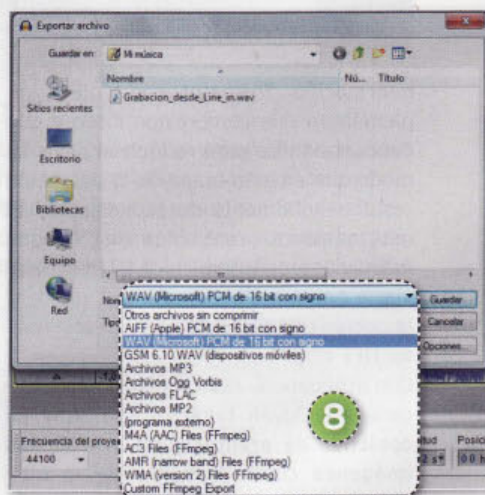 Exportar archivo
Guardar en: Mi música
Nombre Nú... Título
Grabacion_desde_Line_in.wav
Sitios recientes
Escritorio
Bibliotecas
Equipo
Red
WAV (Microsoft) PCM de 16 bit con signo
Guardar
Otros archivos sin comprimir
AIFF (Apple) PCM de 16 bit con signo
Cancelar
WAV (Microsoft) PCM de 16 bit con signo
GSM 6.10 WAV (dispositivos móviles)
Opciones...
Archivos MP3
Archivos Ogg Vorbis
Archivos FLAC
Archivos MP2
(programa externo)
M4A (AAC) Files (FFmpeg)
AC3 Files (FFmpeg)
AMR (narrow band) Files (FFmpeg)
WMA (version 2) Files (FFmpeg)
Custom FFmpeg Export
8
Frecuencia del proye
44100